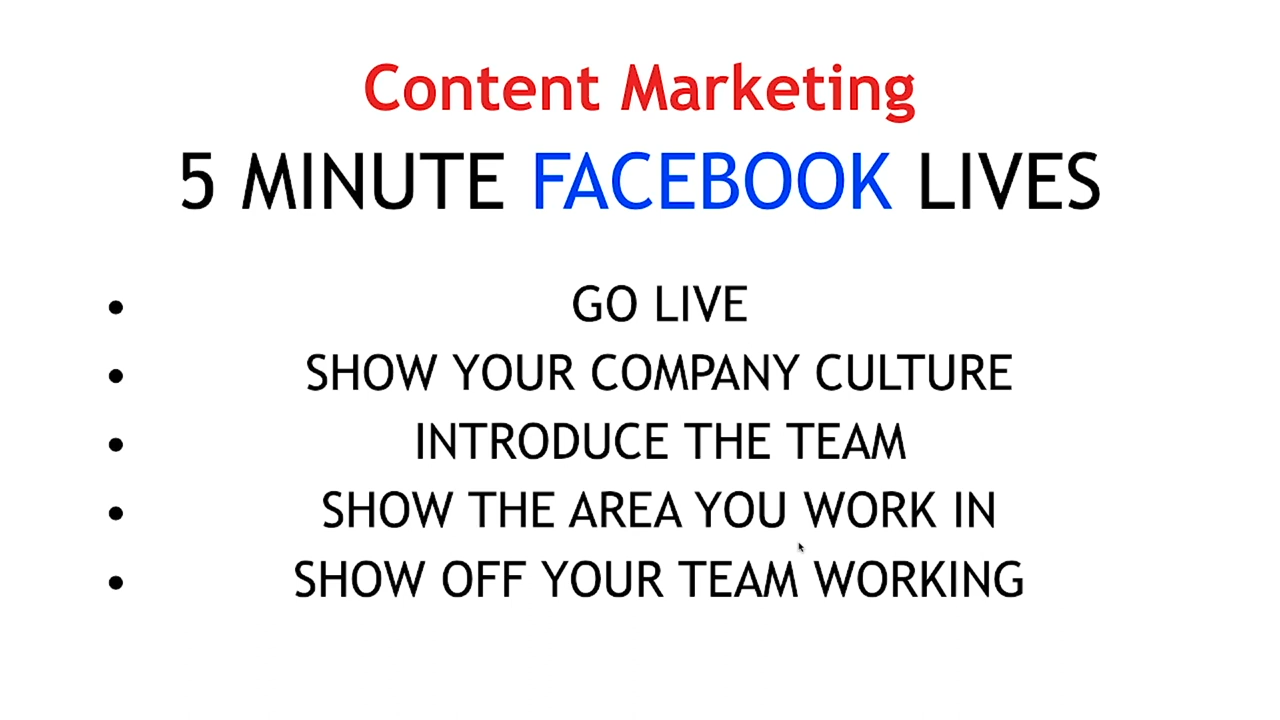 Content Marketing
5 MINUTE FACEBOOK LIVES
• GO LIVE
• SHOW YOUR COMPANY CULTURE
• INTRODUCE THE TEAM
• SHOW THE AREA YOU WORK IN
• SHOW OFF YOUR TEAM WORKING